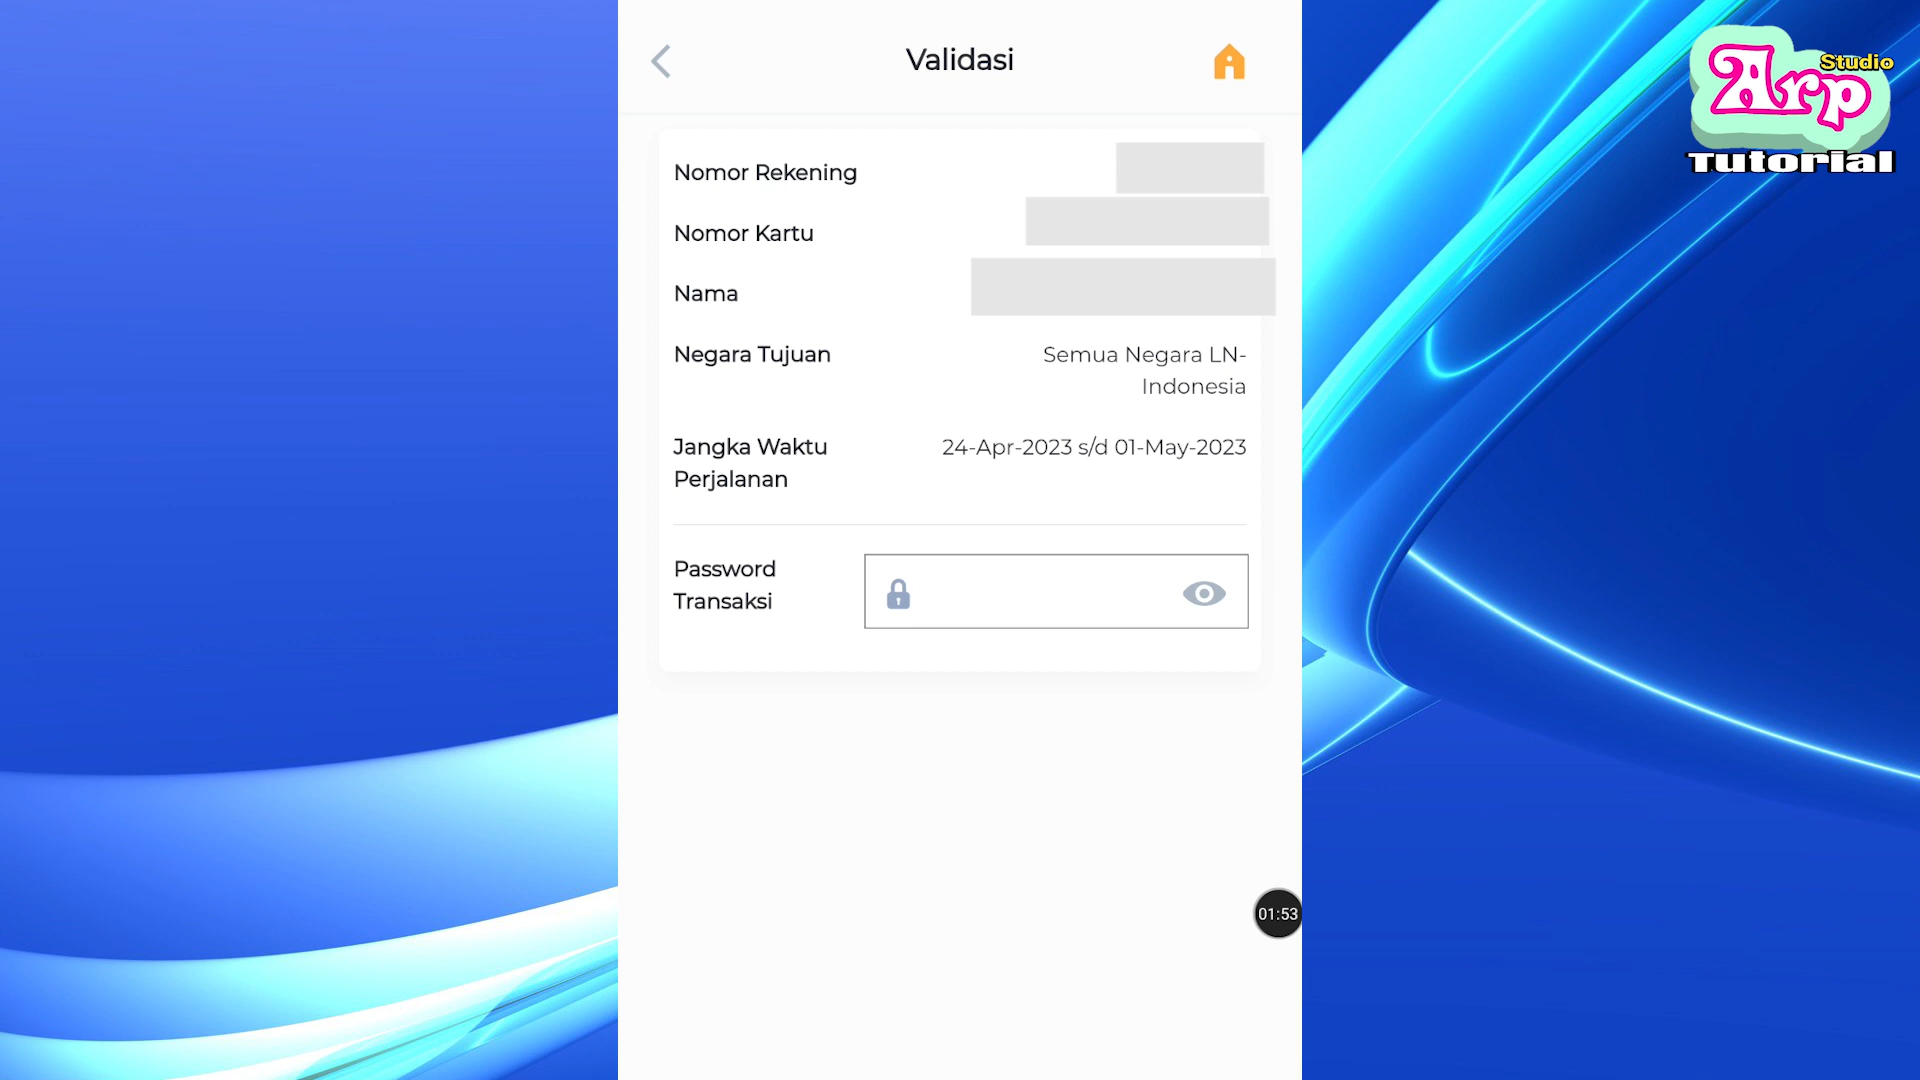 Validasi
Nomor Rekening
Nomor Kartu
Nama
Negara Tujuan
Semua Negara LN-
Indonesia
Jangka Waktu
Perjalanan
24-Apr-2023 s/d 01-May-2023
Password
Transaksi
01:53
Arp
Studio
Tutorial